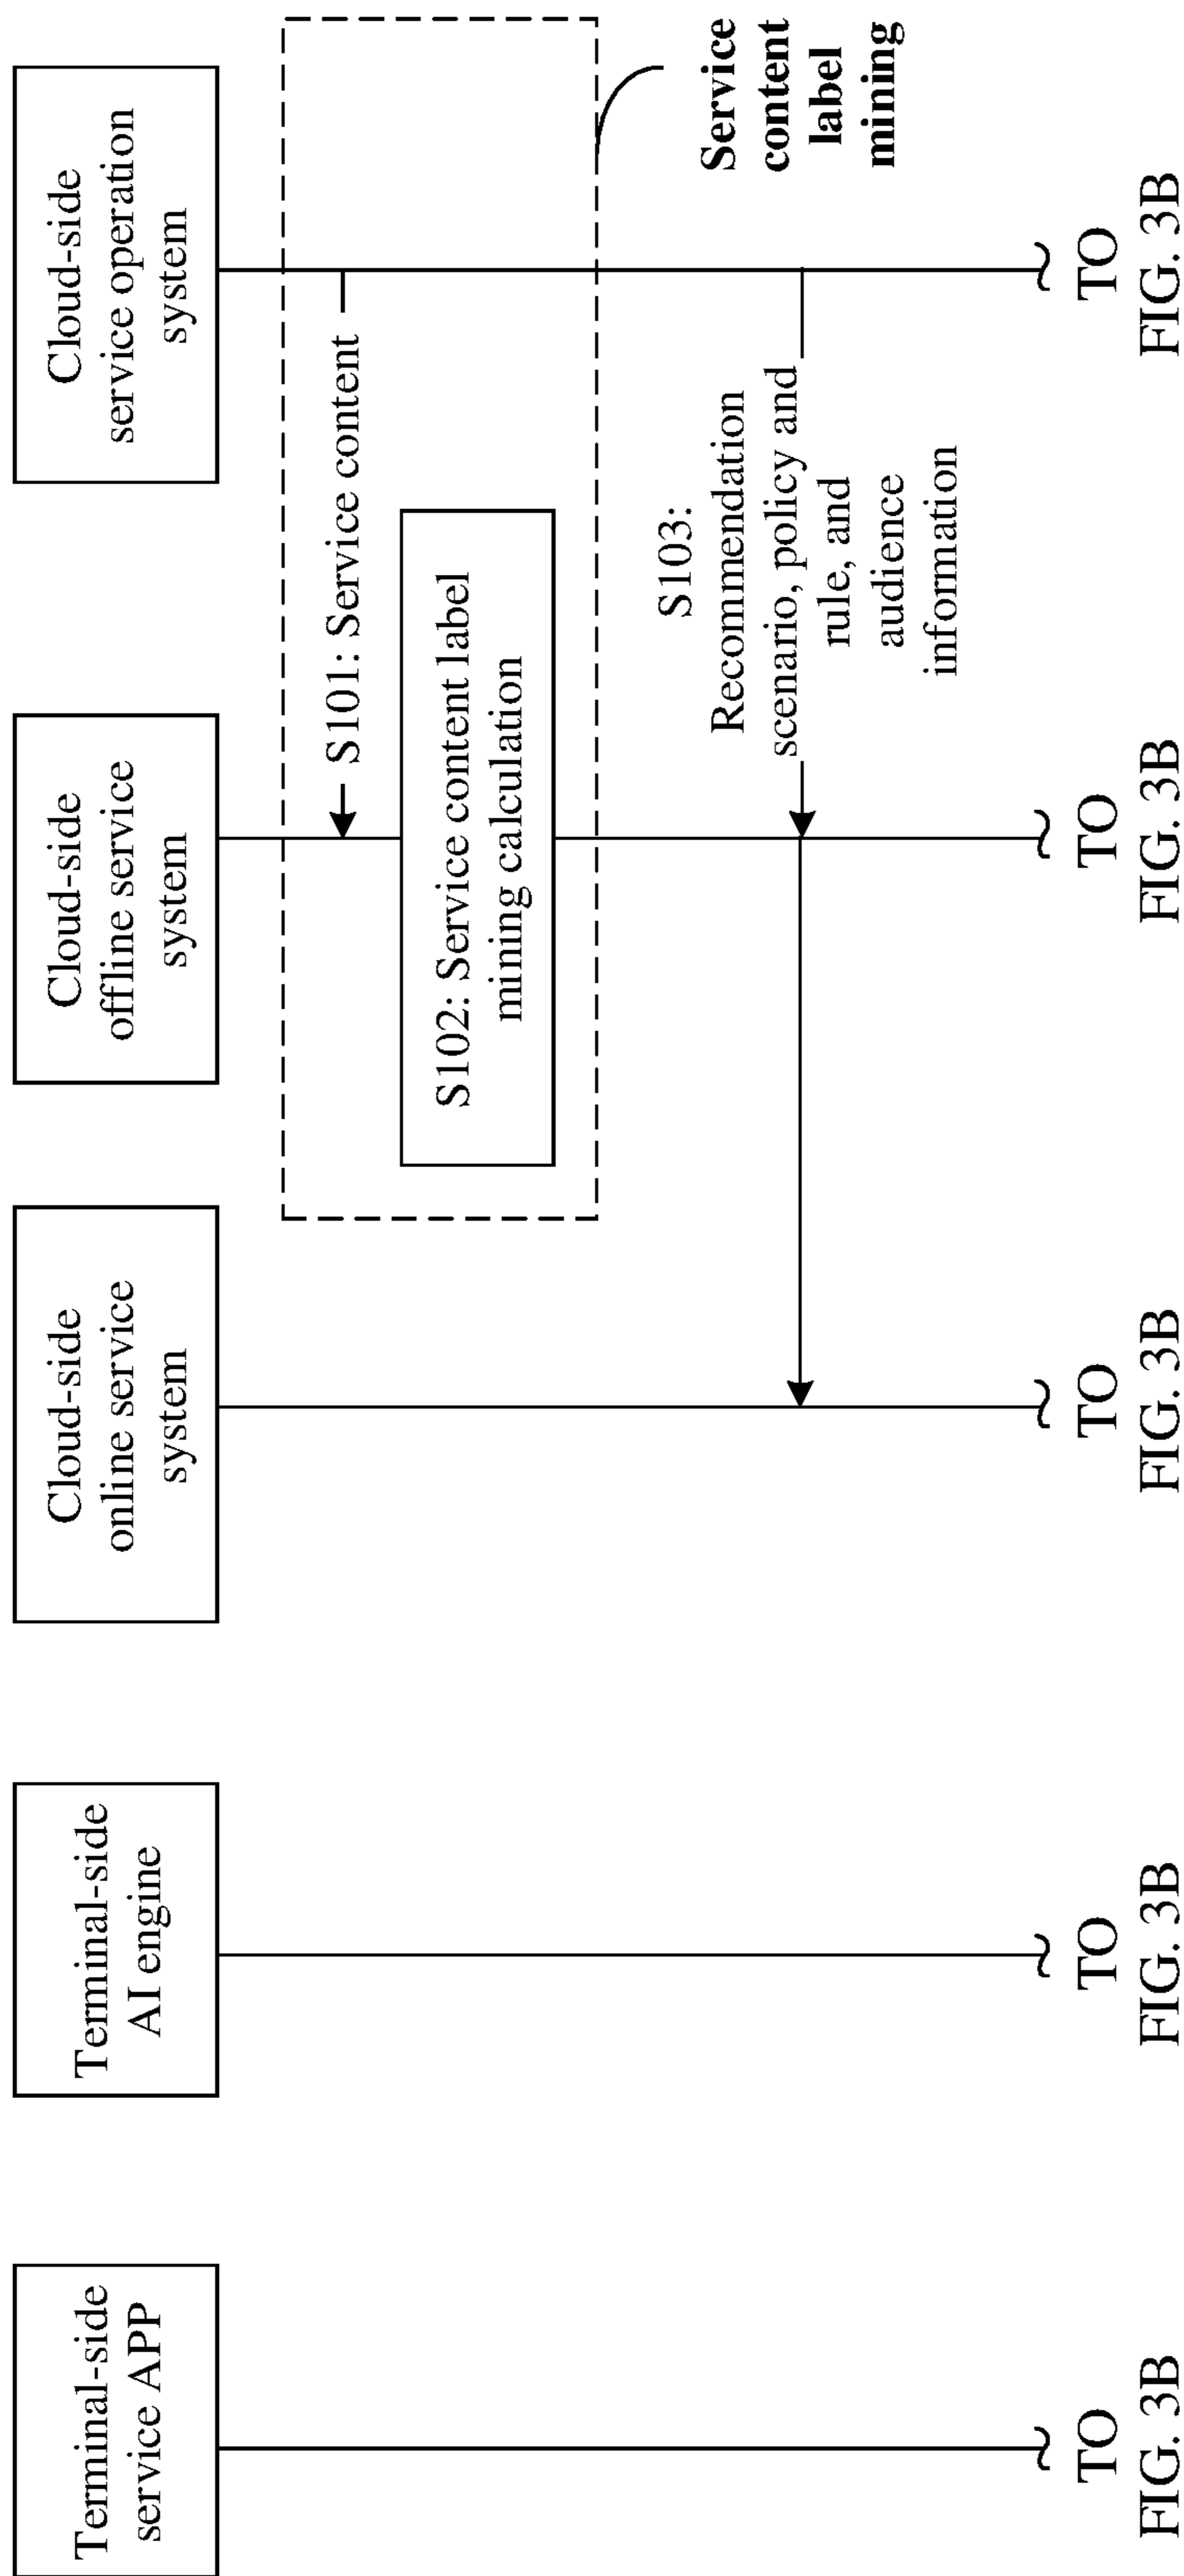 Terminal-side
service APP
Terminal-side
AI engine
Cloud-side
online service
system
Cloud-side
offline service
system
Cloud-side
service operation
system
S101: Service content
S102: Service content label
mining calculation
Service
content
label
mining
S103:
Recommendation
scenario, policy and
rule, and
audience
information
TO
FIG. 3B
TO
FIG. 3B
TO
FIG. 3B
TO
FIG. 3B
TO
FIG. 3B